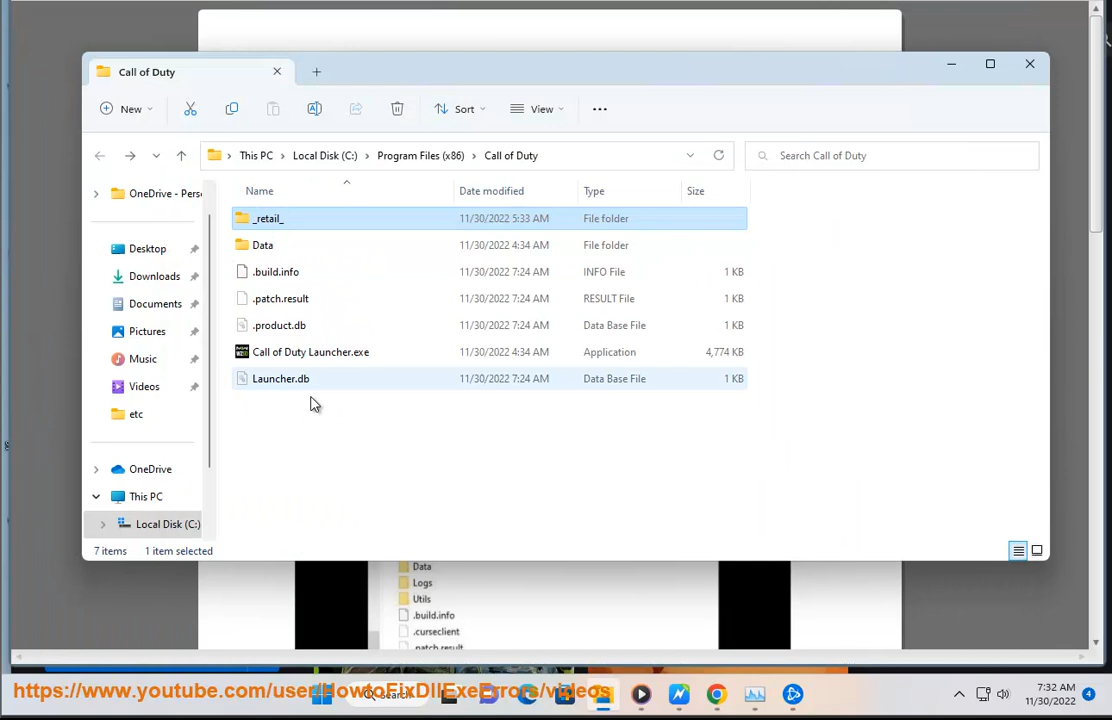 Call of Duty
New
Sort
View
This PC
Local Disk (C:)
Program Files (x86)
Call of Duty
Search Call of Duty
Name
Date modified
Type
Size
OneDrive - Pers
Desktop
Downloads
Documents
Pictures
Music
Videos
etc
OneDrive
This PC
Local Disk (C:)
_retail_ 11/30/2022 5:33 AM File folder
Data 11/30/2022 4:34 AM File folder
.build.info 11/30/2022 7:24 AM INFO File 1 KB
.patch.result 11/30/2022 7:24 AM RESULT File 1 KB
.product.db 11/30/2022 7:24 AM Data Base File 1 KB
Call of Duty Launcher.exe 11/30/2022 4:34 AM Application 4,774 KB
Launcher.db 11/30/2022 7:24 AM Data Base File 1 KB
7 items 1 item selected
Data
Logs
Utils
.build.info
.curseclient
.patch.result
https://www.youtube.com/user/HowtoFixDllExeErrors/videos
Search
7:32 AM
11/30/2022
4